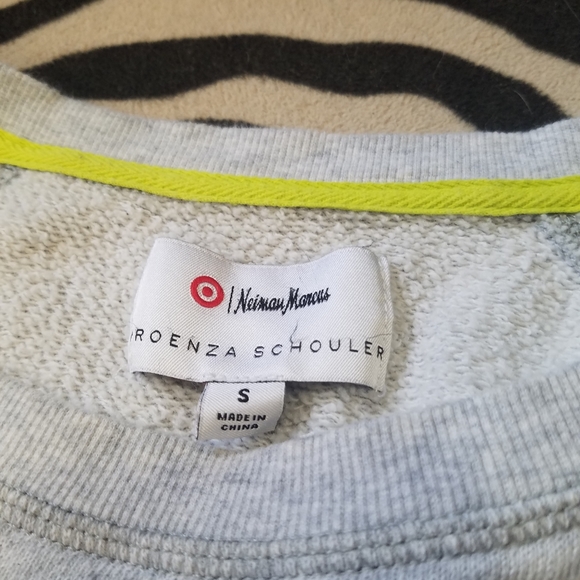 | Neiman Marcus
ROENZA SCHOULER
S
MADE IN
CHINA